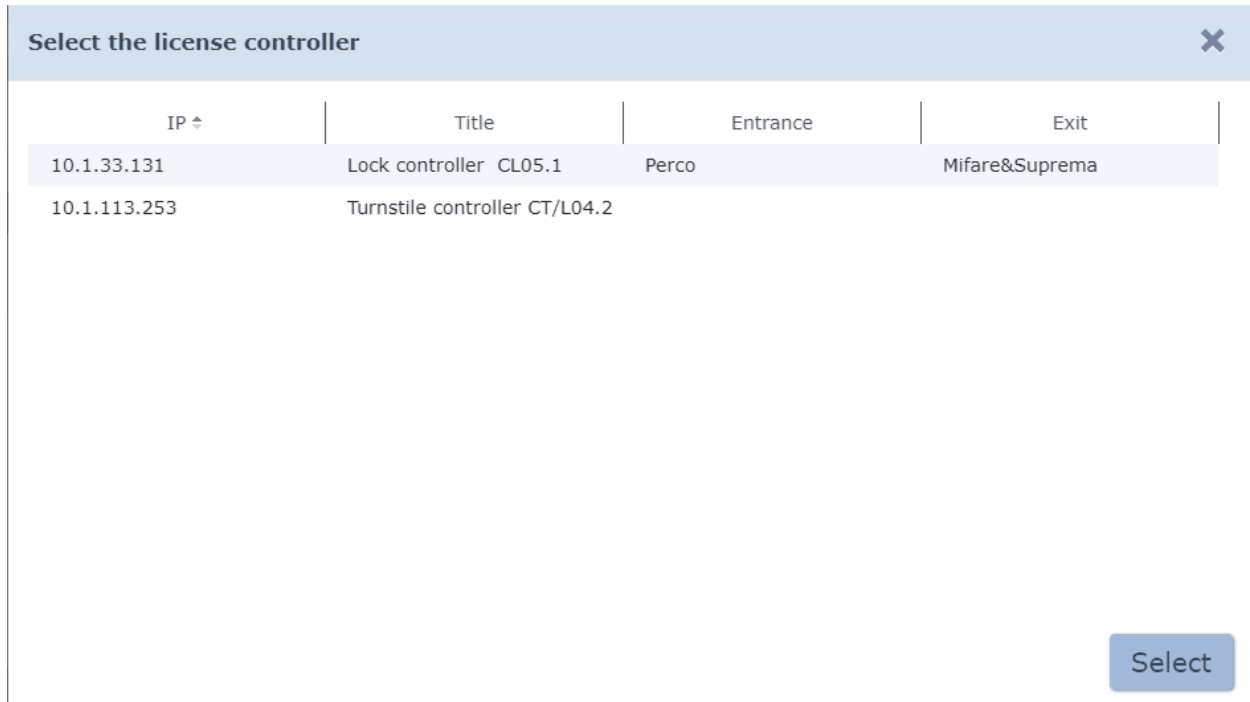 Select the license controller
IP Title Entrance Exit
10.1.33.131 Lock controller CL05.1 Perco Mifare&Suprema
10.1.113.253 Turnstile controller CT/L04.2
Select